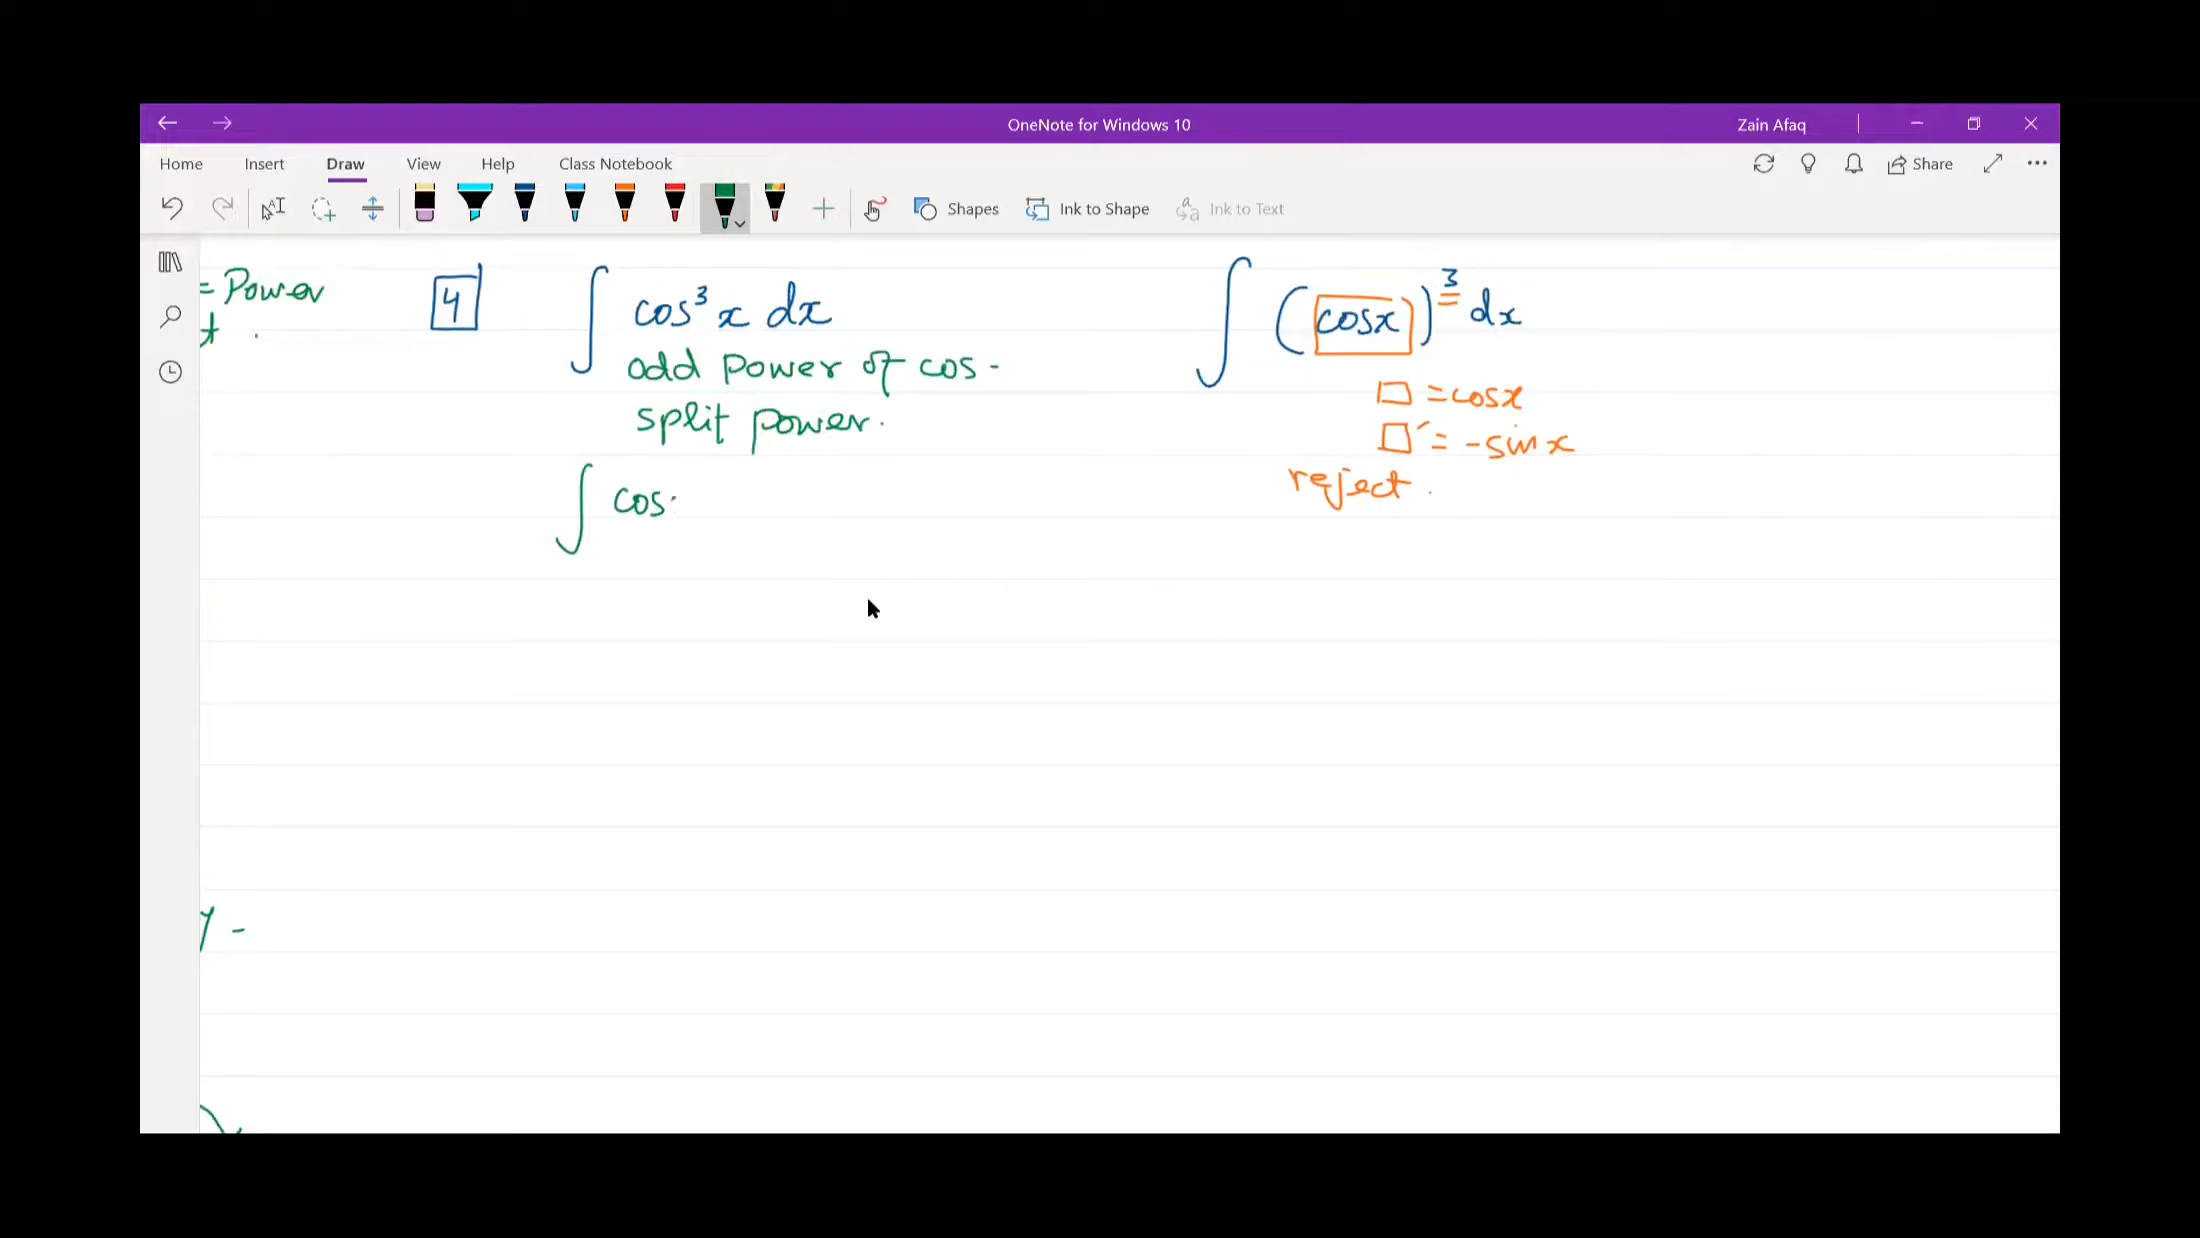 OneNote for Windows 10
Zain Afaq
Home Insert Draw View Help Class Notebook
Share
Shapes Ink to Shape Ink to Text
= Power
t .
4 ∫ cos³ x dx
odd power of cos -
split power.
∫ cos
∫ (cosx)³ dx
□ = cosx
□′ = -sin x
reject .
y -